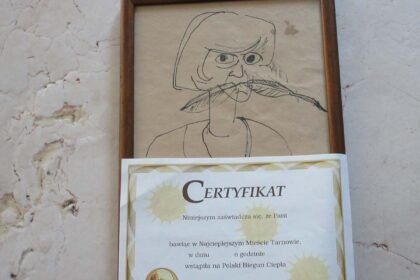 CERTYFIKAT
Niniejszym zaświadcza się, że Pani
bawiąc w Najcieplejszym Mieście Tarnowie,
w dniu o godzinie
wstąpiła na Polski Biegun Ciepła